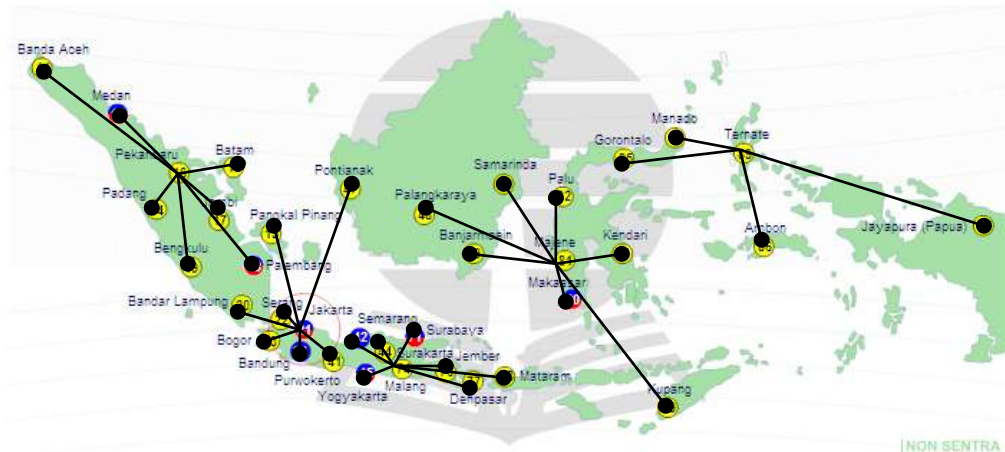 Banda Aceh
Medan
Pekanbaru
Batam
Padang
Jambi
Pangkal Pinang
Bengkulu
Palembang
Bandar Lampung
Serang
Jakarta
Bogor
Bandung
Purwokerto
Semarang
Surabaya
Surakarta
Jember
Yogyakarta
Malang
Denpasar
Mataram
Pontianak
Palangkaraya
Banjarmasin
Samarinda
Palu
Majene
Makassar
Kendari
Gorontalo
Manado
Ternate
Ambon
Jayapura (Papua)
Kupang
NON SENTRA